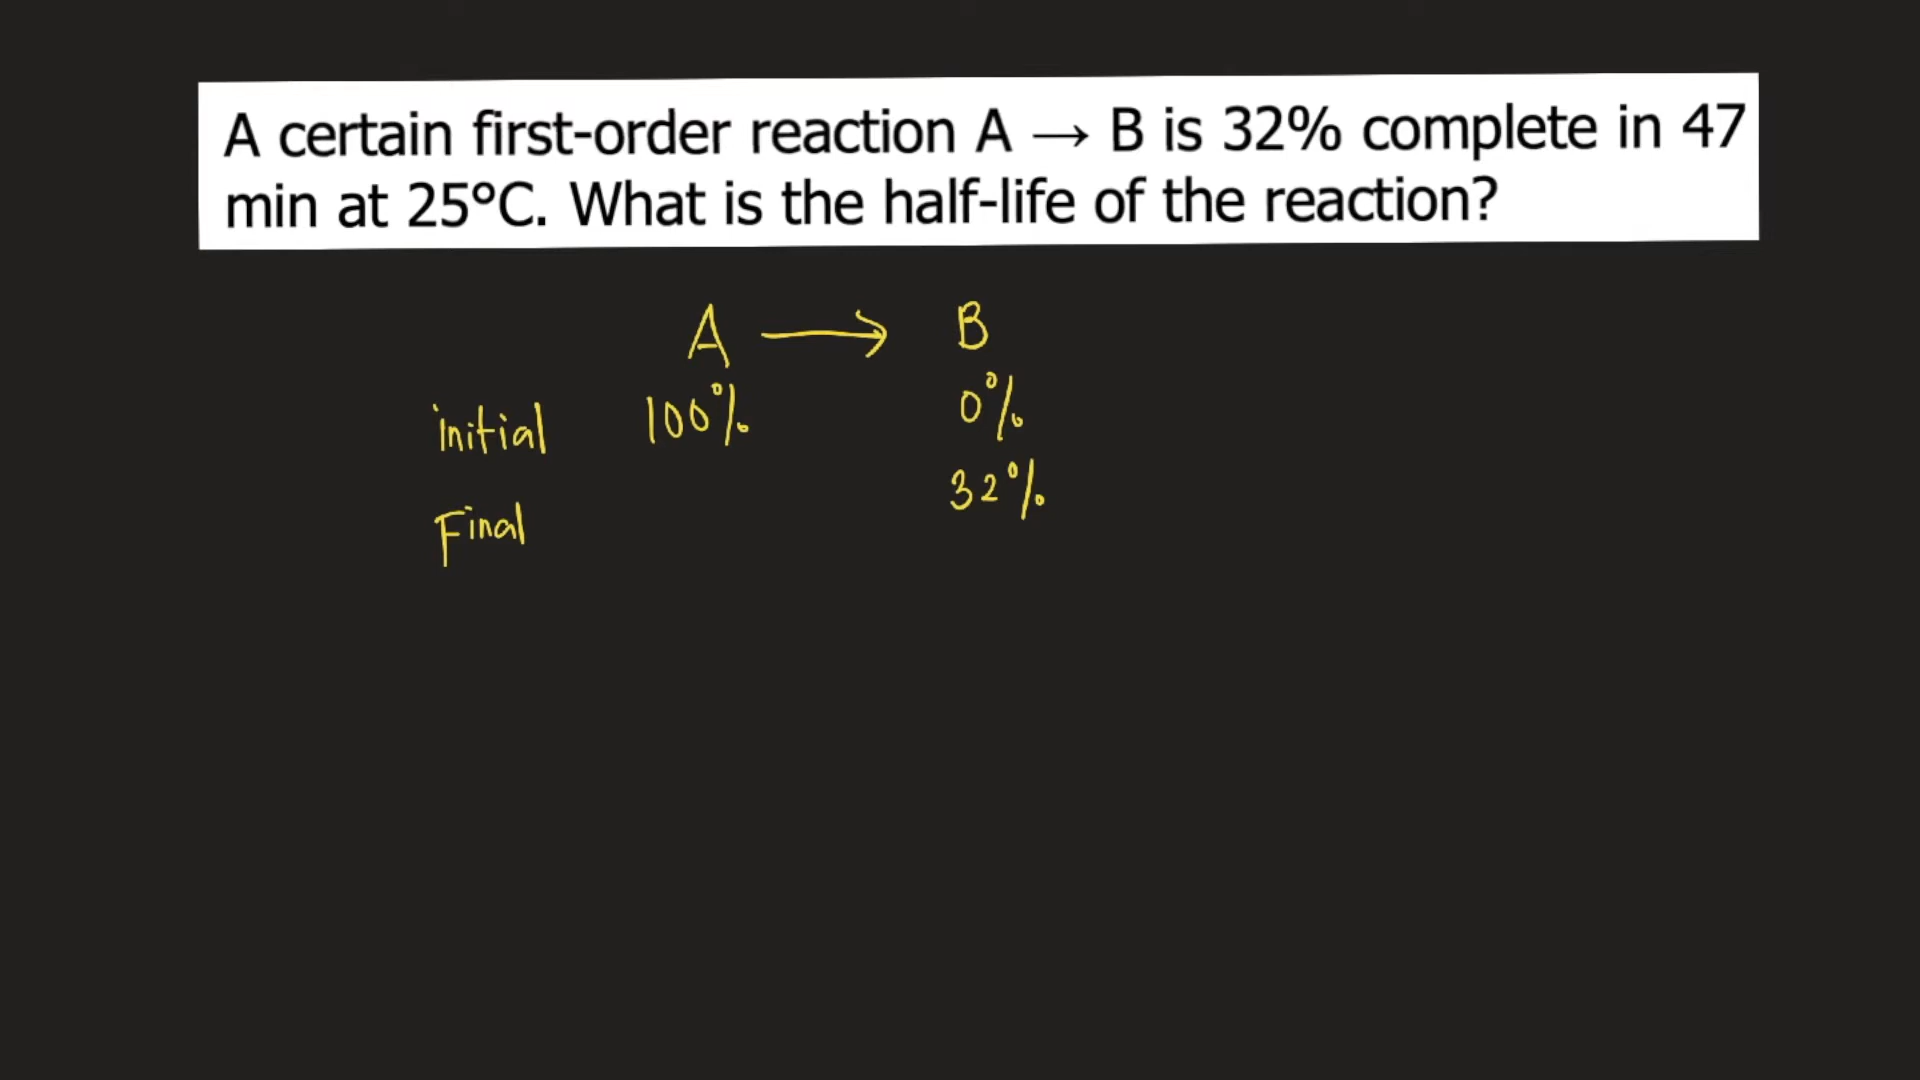 A certain first-order reaction A → B is 32% complete in 47
min at 25°C. What is the half-life of the reaction?
A → B
initial 100% 0%
Final 32%